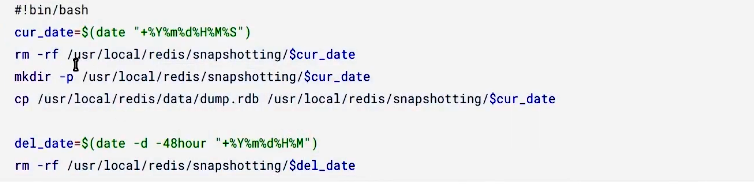 #!bin/bash
cur_date=$(date "+%Y%m%d%H%M%S")
rm -rf /usr/local/redis/snapshotting/$cur_date
mkdir -p /usr/local/redis/snapshotting/$cur_date
cp /usr/local/redis/data/dump.rdb /usr/local/redis/snapshotting/$cur_date
del_date=$(date -d -48hour "+%Y%m%d%H%M")
rm -rf /usr/local/redis/snapshotting/$del_date